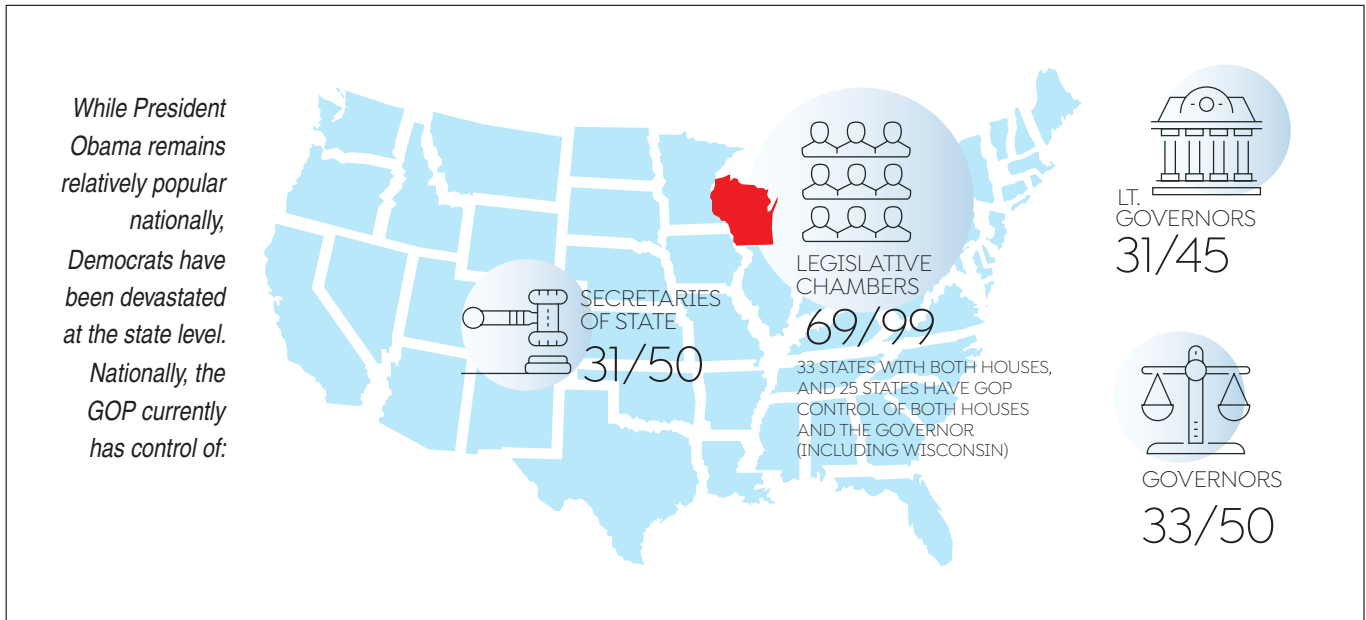 While President
Obama remains
relatively popular
nationally,
Democrats have
been devastated
at the state level.
Nationally, the
GOP currently
has control of:
SECRETARIES
OF STATE
31/50
LEGISLATIVE
CHAMBERS
69/99
33 STATES WITH BOTH HOUSES,
AND 25 STATES HAVE GOP
CONTROL OF BOTH HOUSES
AND THE GOVERNOR
(INCLUDING WISCONSIN)
LT.
GOVERNORS
31/45
GOVERNORS
33/50